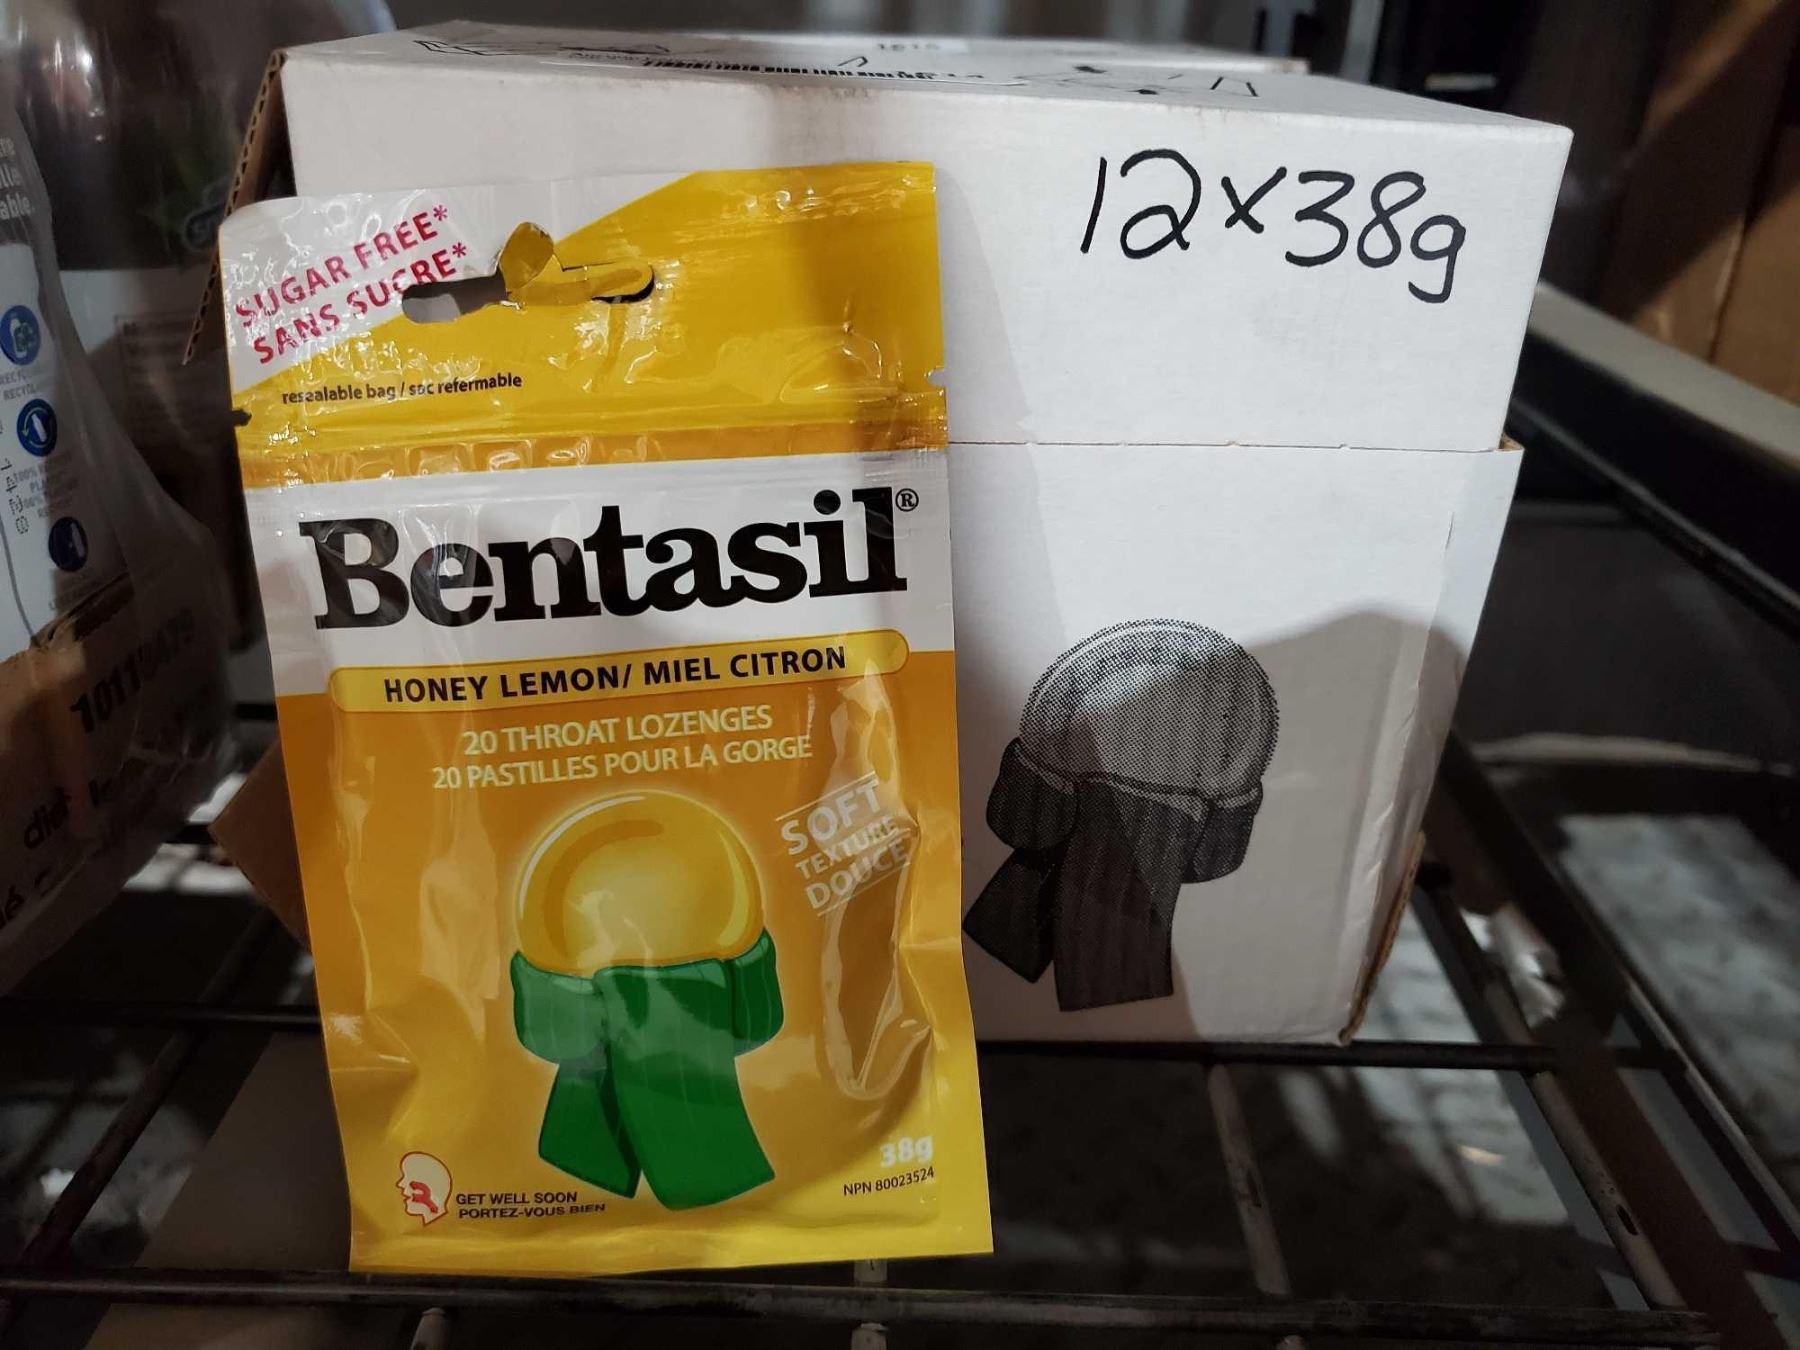 12x38g
SUGAR FREE*
SANS SUCRE*
resealable bag / sac refermable
Bentasil®
HONEY LEMON/ MIEL CITRON
20 THROAT LOZENGES
20 PASTILLES POUR LA GORGE
SOFT
TEXTURE
DOUCE
38g
NPN 80023524
GET WELL SOON
PORTEZ-VOUS BIEN